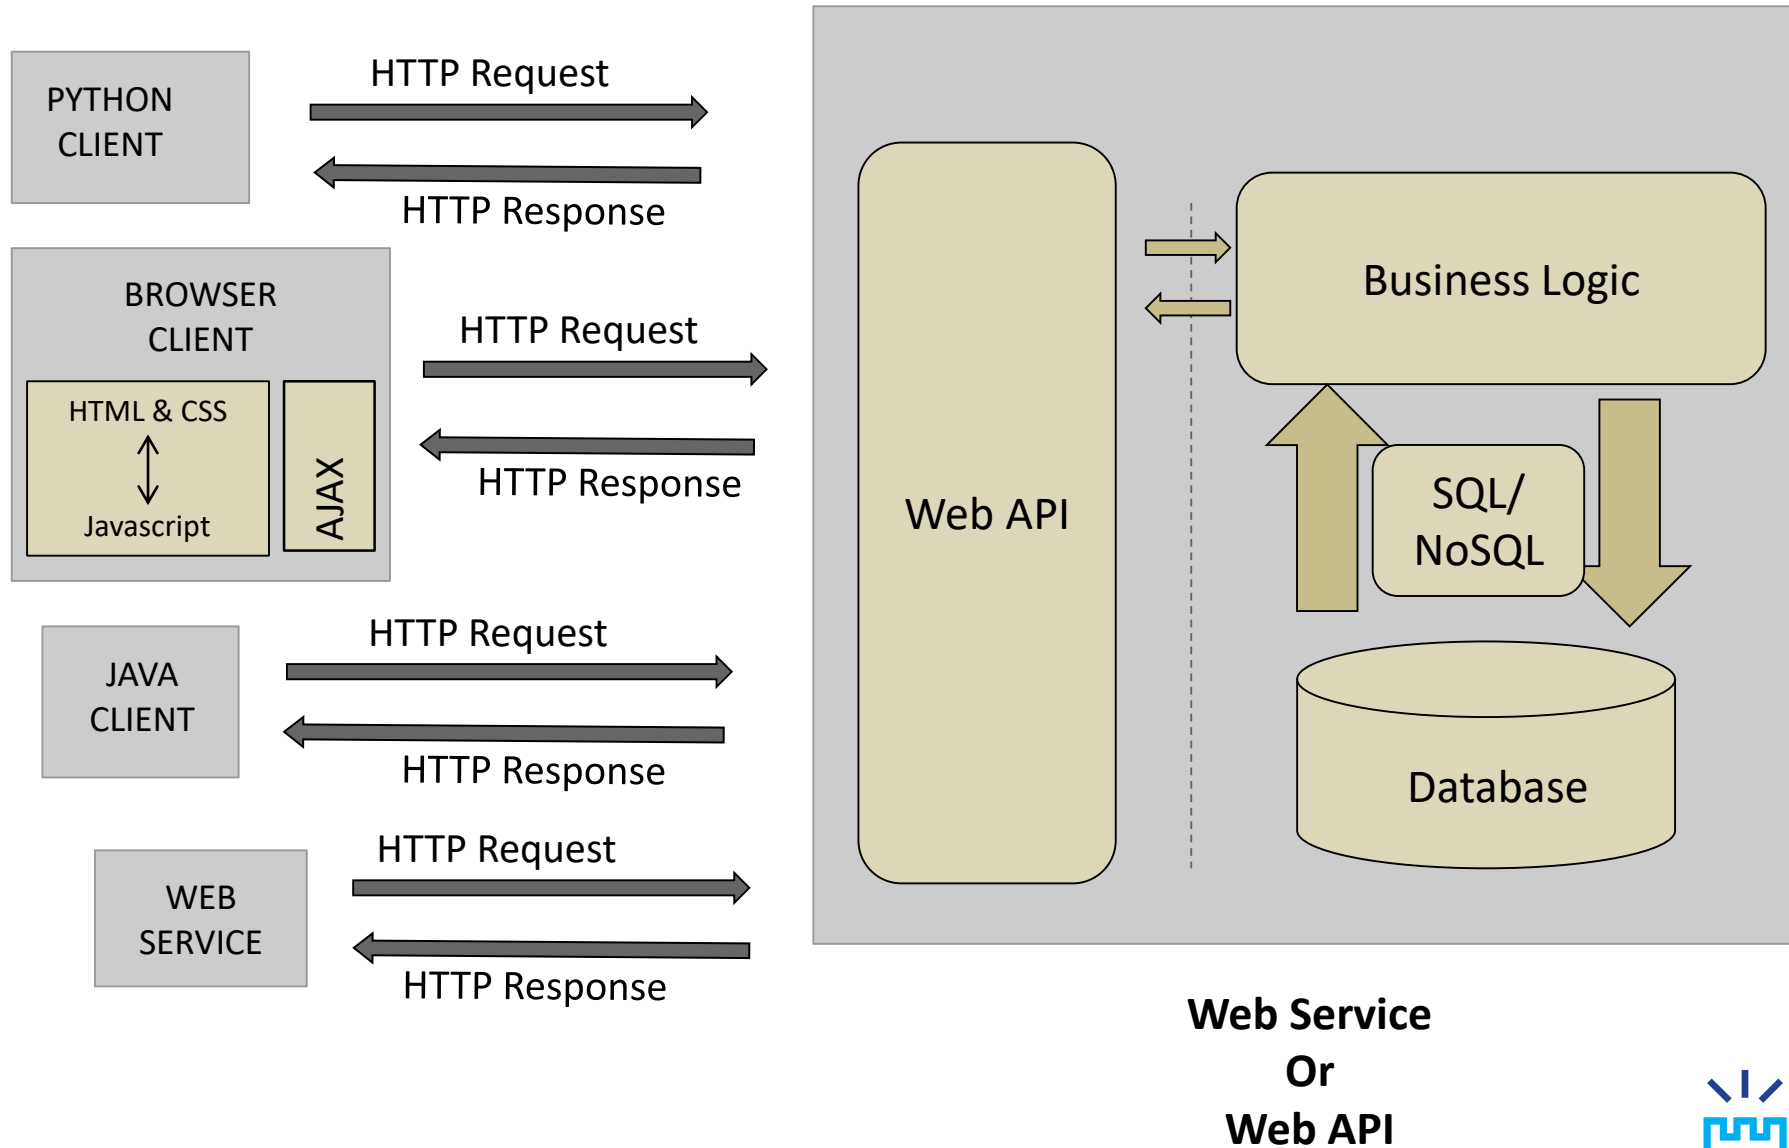 PYTHON
CLIENT
HTTP Request
HTTP Response
BROWSER
CLIENT
HTML & CSS
Javascript
AJAX
HTTP Request
HTTP Response
JAVA
CLIENT
HTTP Request
HTTP Response
WEB
SERVICE
HTTP Request
HTTP Response
Web API
Business Logic
SQL/
NoSQL
Database
Web Service
Or
Web API